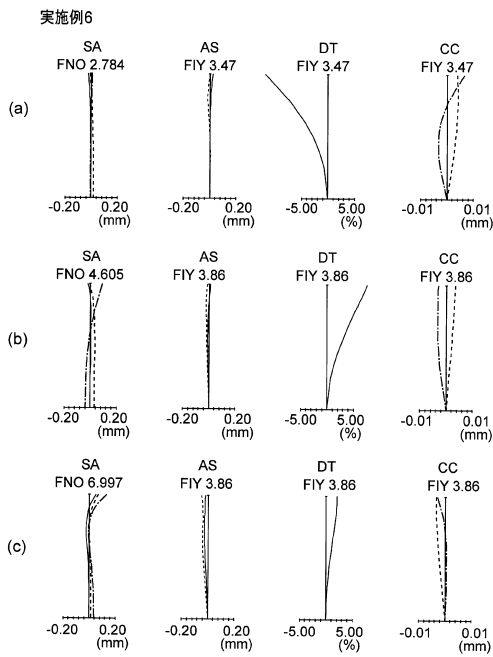 実施例6
SA AS DT CC
FNO 2.784 FIY 3.47 FIY 3.47 FIY 3.47
(a)
-0.20 0.20 -0.20 0.20 -5.00 5.00 -0.01 0.01
(mm) (mm) (%) (mm)
SA AS DT CC
FNO 4.605 FIY 3.86 FIY 3.86 FIY 3.86
(b)
-0.20 0.20 -0.20 0.20 -5.00 5.00 -0.01 0.01
(mm) (mm) (%) (mm)
SA AS DT CC
FNO 6.997 FIY 3.86 FIY 3.86 FIY 3.86
(c)
-0.20 0.20 -0.20 0.20 -5.00 5.00 -0.01 0.01
(mm) (mm) (%) (mm)